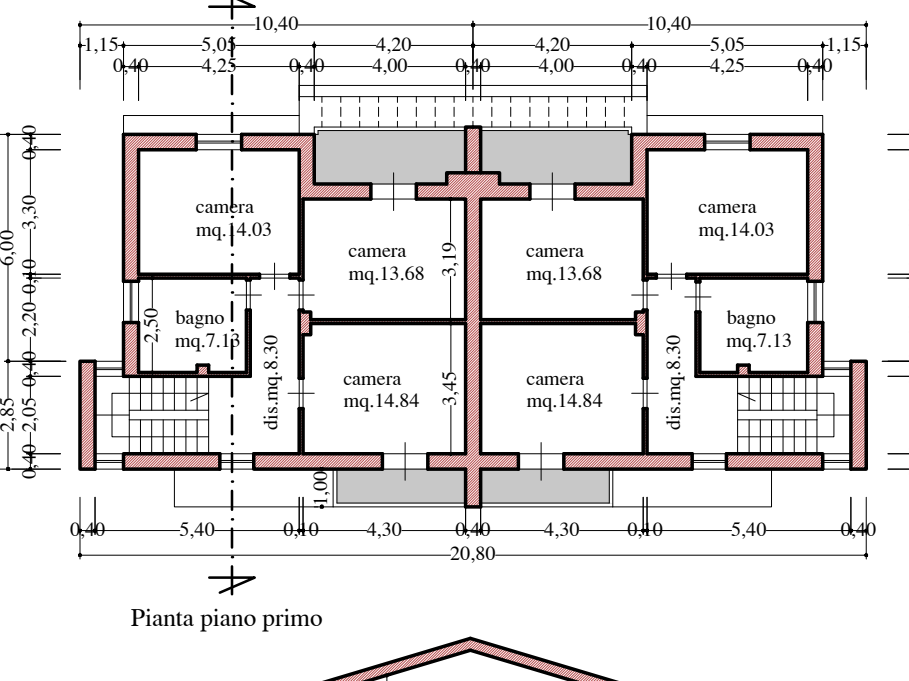 10,40 10,40
1,15 5,05 4,20 4,20 5,05 1,15
0,40 4,25 0,40 4,00 0,40 4,00 0,40 4,25 0,40
0,40
3,30
6,00
0,10
2,20
0,40
2,85
2,05
0,40
camera
mq.14.03
camera
mq.13.68
3,19
camera
mq.13.68
camera
mq.14.03
bagno
mq.7.13
2,50
dis.mq.8.30
camera
mq.14.84
3,45
camera
mq.14.84
dis.mq.8.30
bagno
mq.7.13
1,00
0,40 5,40 0,10 4,30 0,40 4,30 0,10 5,40 0,40
20,80
Pianta piano primo